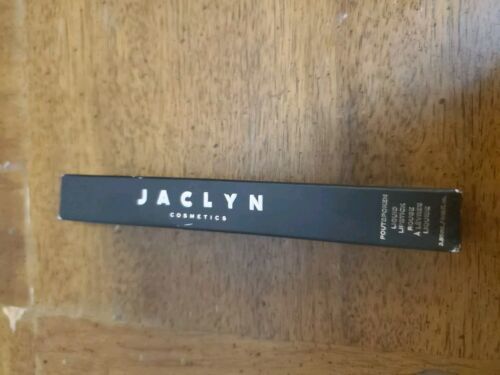 JACLYN
COSMETICS
POUTSPOKEN
LIQUID
LIPSTICK
ROUGE
À LÈVRES
LIQUIDE